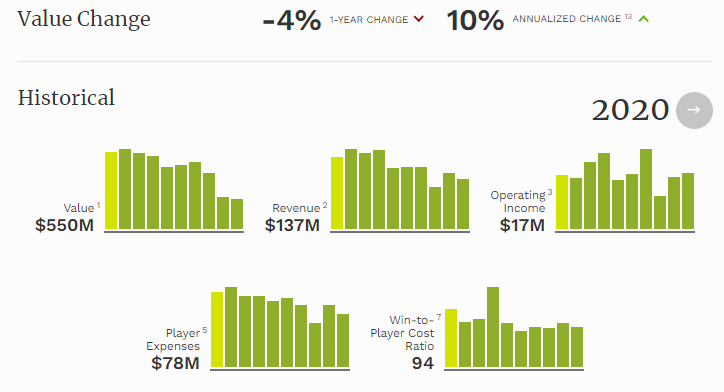 Value Change
-4% 1-YEAR CHANGE
10% ANNUALIZED CHANGE 13
Historical
2020
Value 1
$550M
Revenue 2
$137M
Operating 3
Income
$17M
Player 5
Expenses
$78M
Win-to- 7
Player Cost
Ratio
94